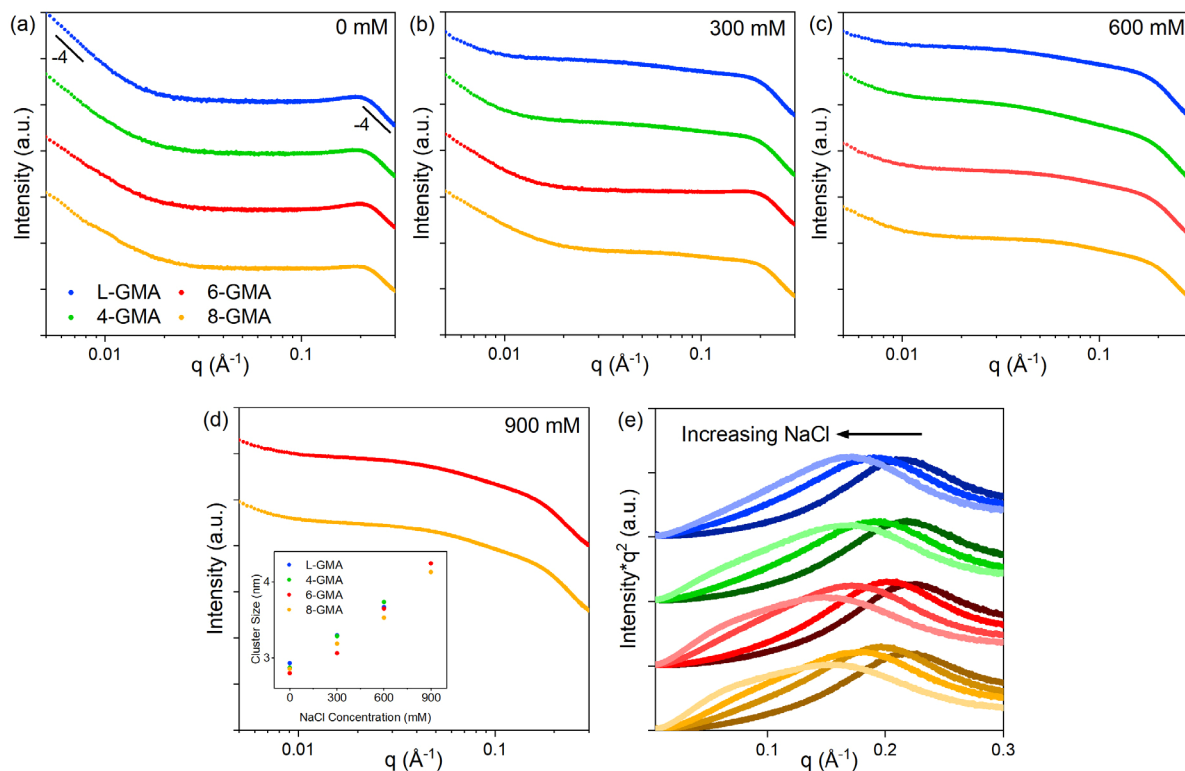 (a)
0 mM
-4
-4
Intensity (a.u.)
L-GMA
6-GMA
4-GMA
8-GMA
0.01
0.1
q (Å⁻¹)
(b)
300 mM
Intensity (a.u.)
0.01
0.1
q (Å⁻¹)
(c)
600 mM
Intensity (a.u.)
0.01
0.1
q (Å⁻¹)
(d)
900 mM
Intensity (a.u.)
L-GMA
4-GMA
6-GMA
8-GMA
Cluster Size (nm)
4
3
0
300
600
900
NaCl Concentration (mM)
0.01
0.1
q (Å⁻¹)
(e)
Increasing NaCl
Intensity*q² (a.u.)
0.1
0.2
0.3
q (Å⁻¹)